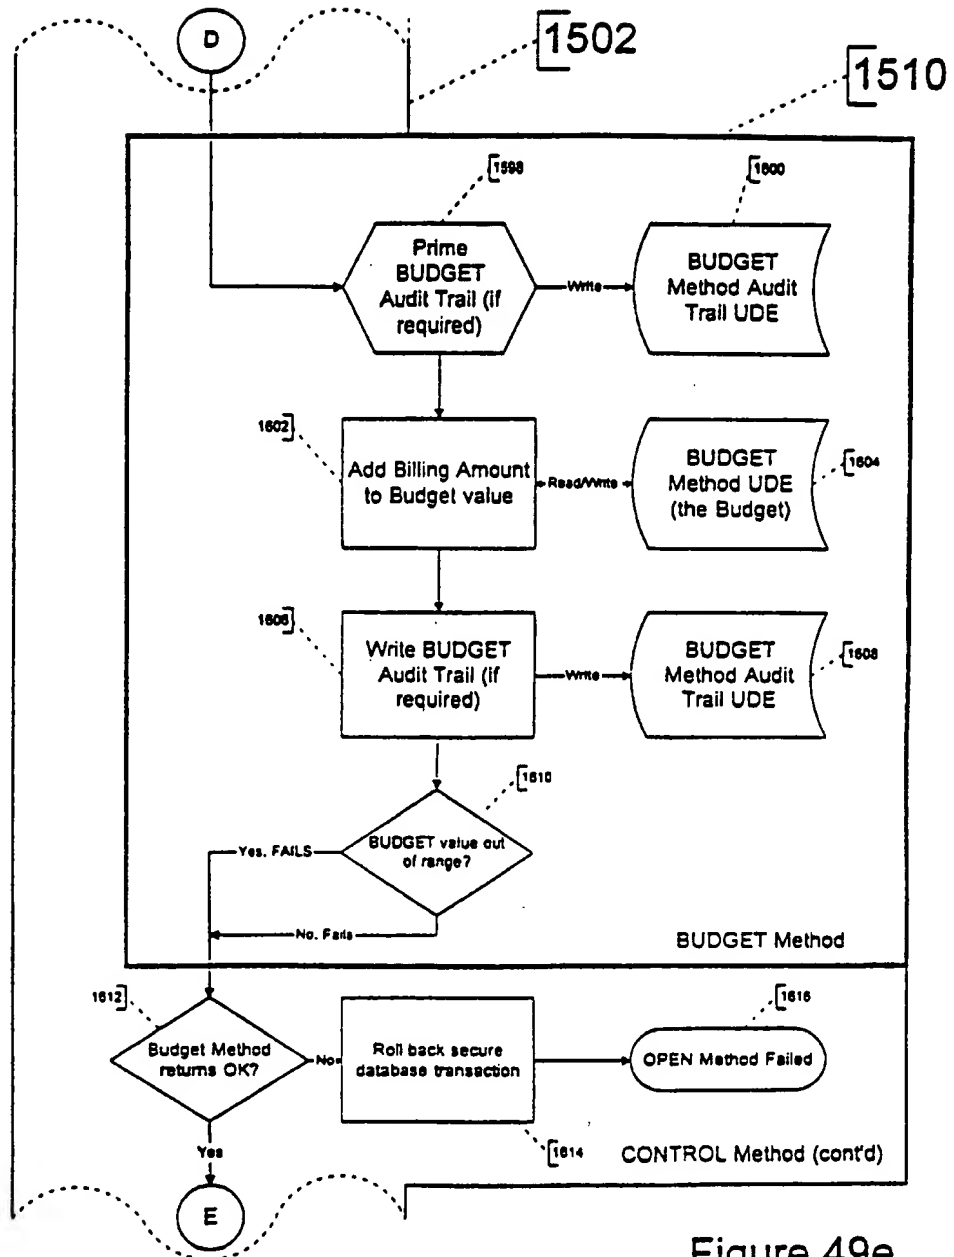 D
1502
1510
1598
1600
Prime
BUDGET
Audit Trail (if
required)
Write
BUDGET
Method Audit
Trail UDE
1602
Add Billing Amount
to Budget value
Read/Write
BUDGET
Method UDE
(the Budget)
1604
1606
Write BUDGET
Audit Trail (if
required)
Write
BUDGET
Method Audit
Trail UDE
1608
1610
BUDGET value out
of range?
Yes, FAILS
No, Fails
BUDGET Method
1612
Budget Method
returns OK?
No
Roll back secure
database transaction
1616
OPEN Method Failed
1614
Yes
CONTROL Method (cont'd)
E
Figure 49e